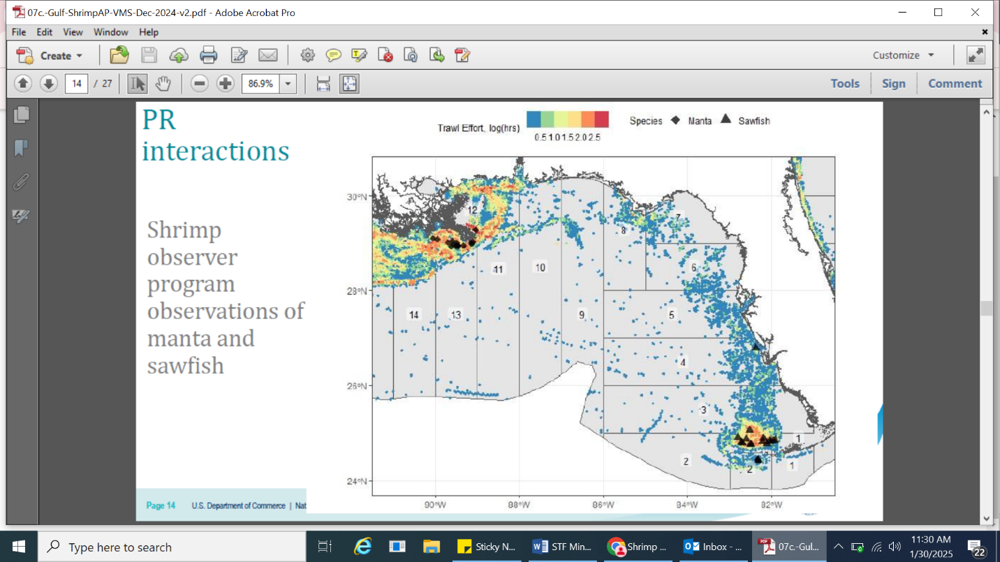 07c.-Gulf-ShrimpAP-VMS-Dec-2024-v2.pdf - Adobe Acrobat Pro
File Edit View Window Help
Create
Customize
14 / 27
86.9%
Tools Sign Comment
PR
interactions
Trawl Effort, log(hrs)
0.5 1.0 1.5 2.0 2.5
Species Manta Sawfish
Shrimp
observer
program
observations of
manta and
sawfish
30°N
28°N
26°N
24°N
12
7
8
11
10
6
14
13
9
5
4
3
1
2
2
1
90°W 88°W 86°W 84°W 82°W
Page 14 U.S. Department of Commerce | Nat
Type here to search
Sticky N...
STF Min...
Shrimp ...
Inbox - ...
07c.-Gul...
11:30 AM
1/30/2025
22